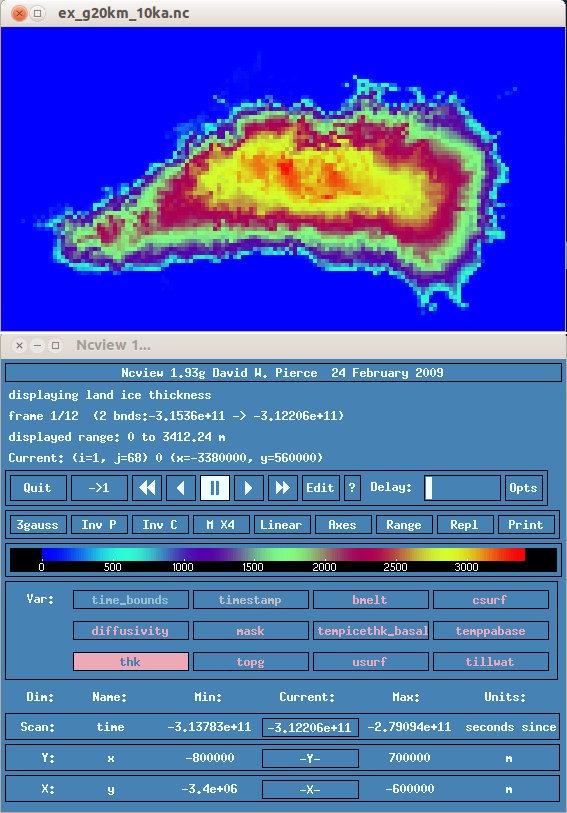 ex_g20km_10ka.nc
Ncview 1...
Ncview 1.93g David W. Pierce  24 February 2009
displaying land ice thickness
frame 1/12  (2 bnds:-3.1536e+11 -> -3.12206e+11)
displayed range: 0 to 3412.24 m
Current: (i=1, j=68) 0 (x=-3380000, y=560000)
Quit ->1 Edit ? Delay: Opts
3gauss Inv P Inv C M X4 Linear Axes Range Repl Print
0 500 1000 1500 2000 2500 3000
Var: time_bounds timestamp bmelt csurf
diffusivity mask tempicethk_basal temppabase
thk topg usurf tillwat
Dim: Name: Min: Current: Max: Units:
Scan: time -3.13783e+11 -3.12206e+11 -2.79094e+11 seconds since
Y: x -800000 -Y- 700000 m
X: y -3.4e+06 -X- -600000 m